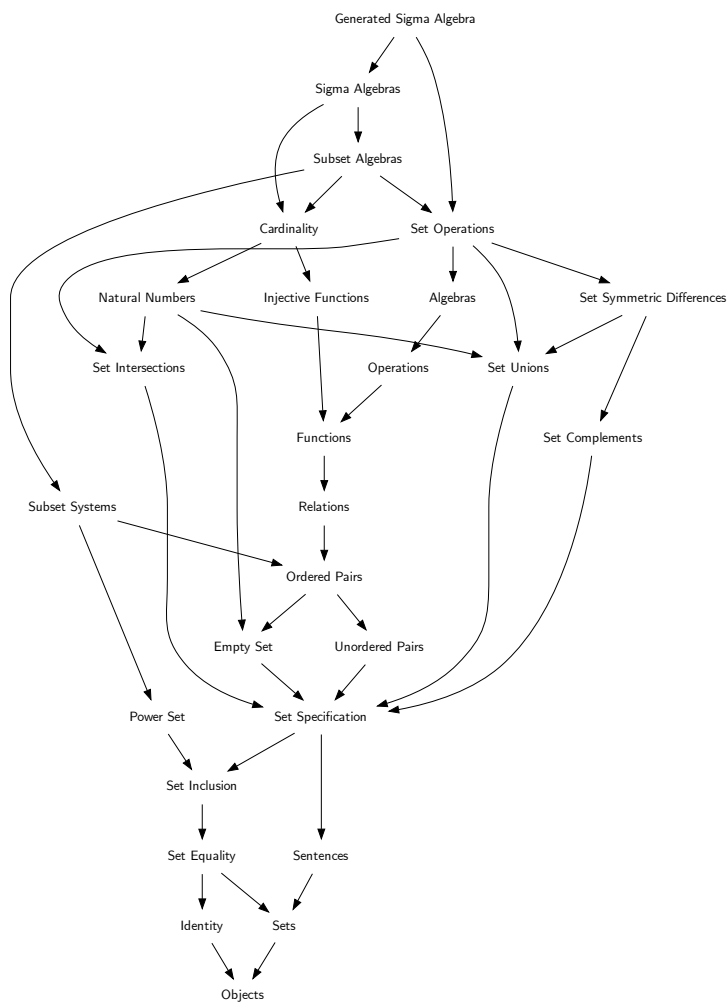 Generated Sigma Algebra
Sigma Algebras
Subset Algebras
Cardinality
Set Operations
Natural Numbers
Injective Functions
Algebras
Set Symmetric Differences
Set Intersections
Operations
Set Unions
Functions
Set Complements
Subset Systems
Relations
Ordered Pairs
Empty Set
Unordered Pairs
Power Set
Set Specification
Set Inclusion
Set Equality
Sentences
Identity
Sets
Objects